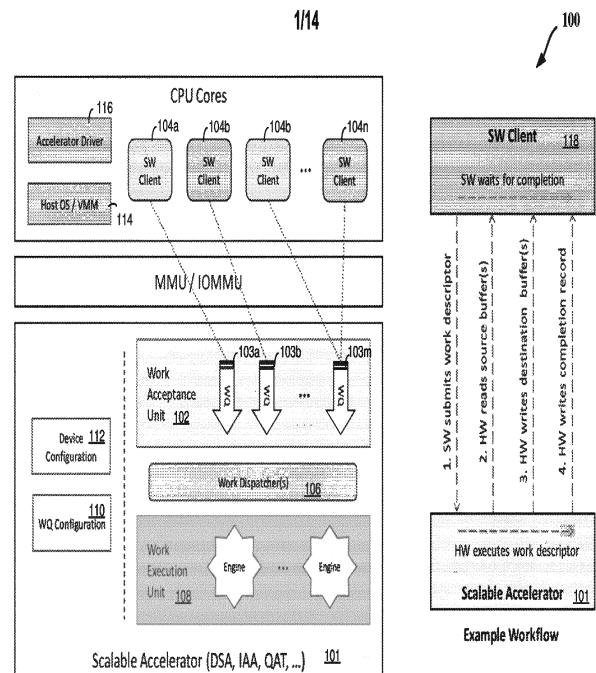 1/14
100
CPU Cores
116
Accelerator Driver
Host OS / VMM
114
104a
SW Client
104b
SW Client
104b
SW Client
...
104n
SW Client
MMU / IOMMU
Work Acceptance Unit 102
103a
WQ
103b
WQ
...
103m
WQ
Device 112
Configuration
110
WQ Configuration
Work Dispatcher(s)
106
Work Execution Unit 108
Engine
...
Engine
Scalable Accelerator (DSA, IAA, QAT, ...) 101
SW Client
118
SW waits for completion
1. SW submits work descriptor
2. HW reads source buffer(s)
3. HW writes destination buffer(s)
4. HW writes completion record
HW executes work descriptor
Scalable Accelerator 101
Example Workflow